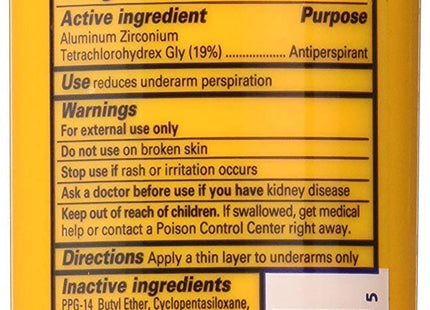 Active ingredient Purpose
Aluminum Zirconium
Tetrachlorohydrex Gly (19%) ..................... Antiperspirant
Use reduces underarm perspiration
Warnings
For external use only
Do not use on broken skin
Stop use if rash or irritation occurs
Ask a doctor before use if you have kidney disease
Keep out of reach of children. If swallowed, get medical
help or contact a Poison Control Center right away.
Directions Apply a thin layer to underarms only
Inactive ingredients
PPG-14 Butyl Ether, Cyclopentasiloxane,
5